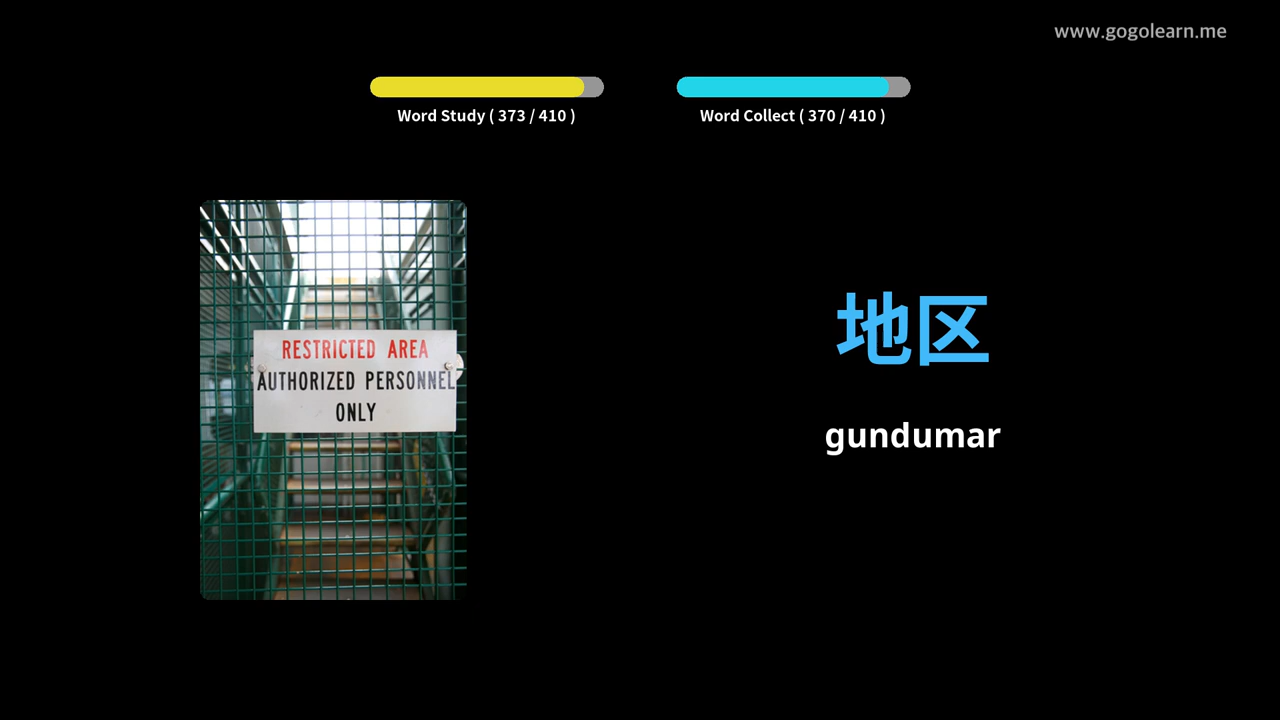 www.gogolearn.me
Word Study ( 373 / 410 )
Word Collect ( 370 / 410 )
RESTRICTED AREA
AUTHORIZED PERSONNEL
ONLY
地区
gundumar